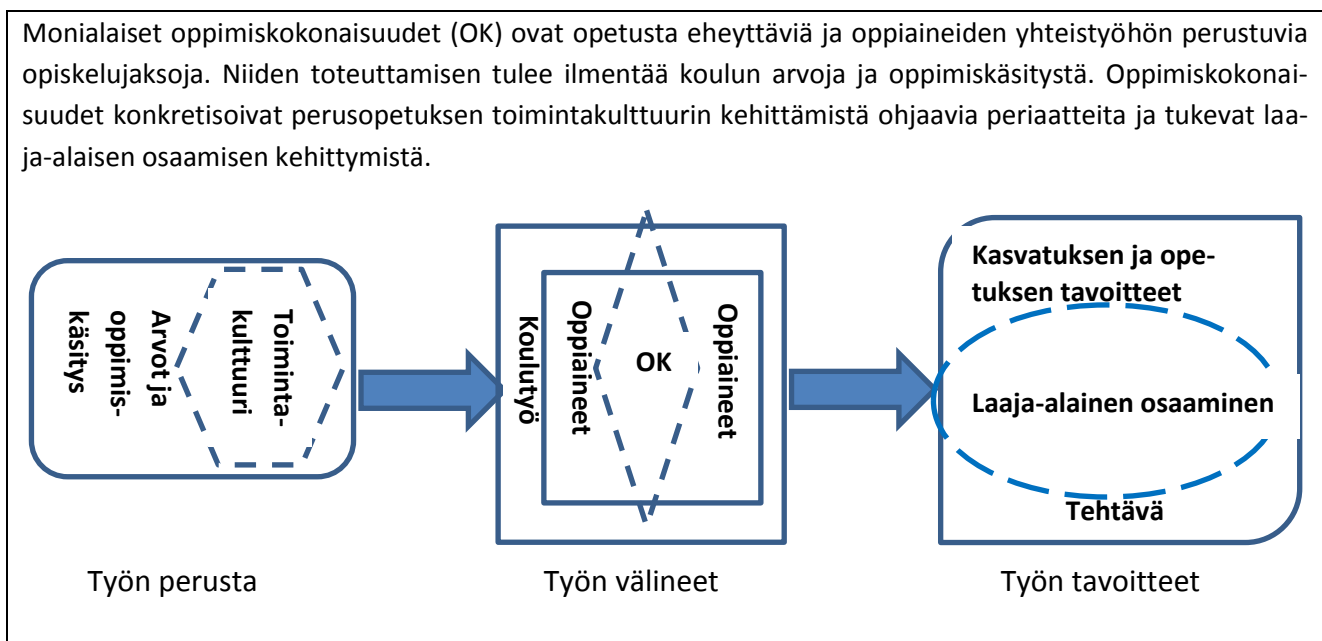 Monialaiset oppimiskokonaisuudet (OK) ovat opetusta eheyttäviä ja oppiaineiden yhteistyöhön perustuvia
opiskelujaksoja. Niiden toteuttamisen tulee ilmentää koulun arvoja ja oppimiskäsitystä. Oppimiskokonai-
suudet konkretisoivat perusopetuksen toimintakulttuurin kehittämistä ohjaavia periaatteita ja tukevat laa-
ja-alaisen osaamisen kehittymistä.
Arvot ja
oppimis-
käsitys
Toiminta-
kulttuuri
Koulutyö
Oppiaineet
OK
Oppiaineet
Kasvatuksen ja ope-
tuksen tavoitteet
Laaja-alainen osaaminen
Tehtävä
Työn perusta
Työn välineet
Työn tavoitteet